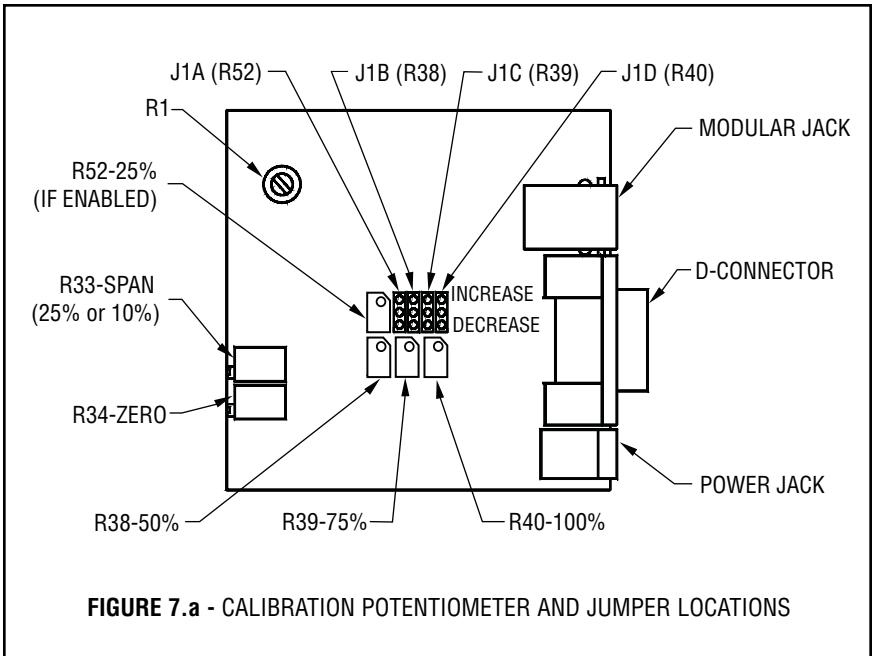 J1A (R52)
J1B (R38)
J1C (R39)
J1D (R40)
R1
MODULAR JACK
R52-25%
(IF ENABLED)
D-CONNECTOR
R33-SPAN
(25% or 10%)
INCREASE
DECREASE
R34-ZERO
POWER JACK
R38-50%
R39-75%
R40-100%
FIGURE 7.a - CALIBRATION POTENTIOMETER AND JUMPER LOCATIONS